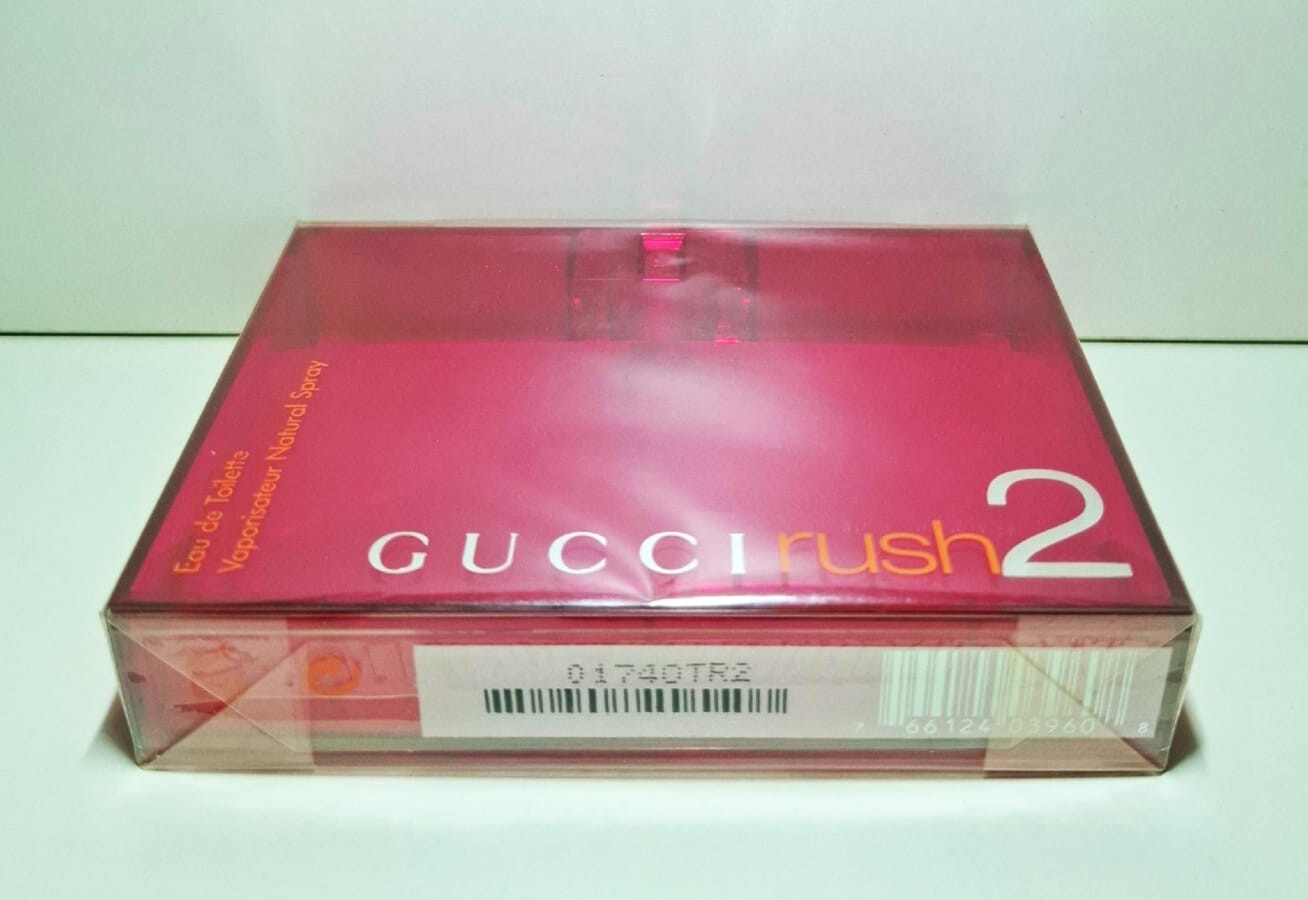 Eau de Toilette
Vaporisateur Natural Spray
GUCCI rush2
01740TR2
7 66124 03960 8